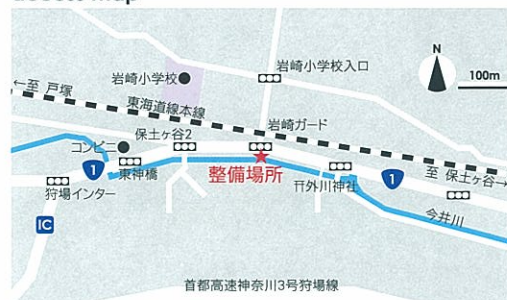 access map
N
100m
←至 戸塚
岩崎小学校
岩崎小学校入口
東海道線本線
岩崎ガード
保土ヶ谷2
コンビニ
1
東神橋
整備場所
外川神社
1
至 保土ヶ谷→
狩場インター
IC
今井川
首都高速神奈川3号狩場線